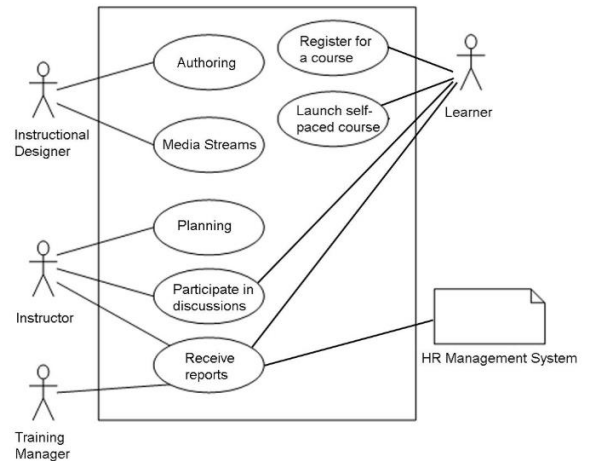 Authoring
Register for
a course
Learner
Launch self-
paced course
Instructional
Designer
Media Streams
Planning
Participate in
discussions
Instructor
Receive
reports
HR Management System
Training
Manager